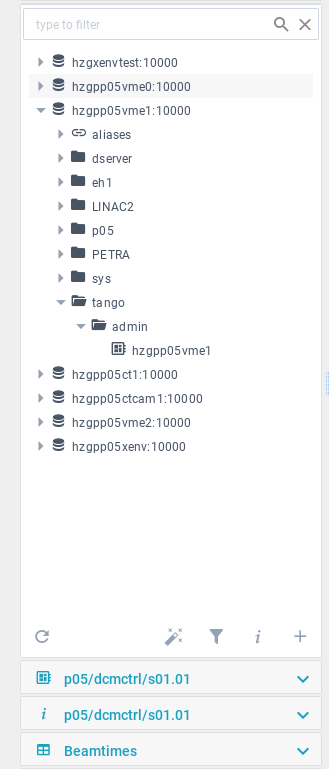 type to filter
hzgxenvtest:10000
hzgpp05vme0:10000
hzgpp05vme1:10000
aliases
dserver
eh1
LINAC2
p05
PETRA
sys
tango
admin
hzgpp05vme1
hzgpp05ct1:10000
hzgpp05ctcam1:10000
hzgpp05vme2:10000
hzgpp05xenv:10000
p05/dcmctrl/s01.01
p05/dcmctrl/s01.01
Beamtimes